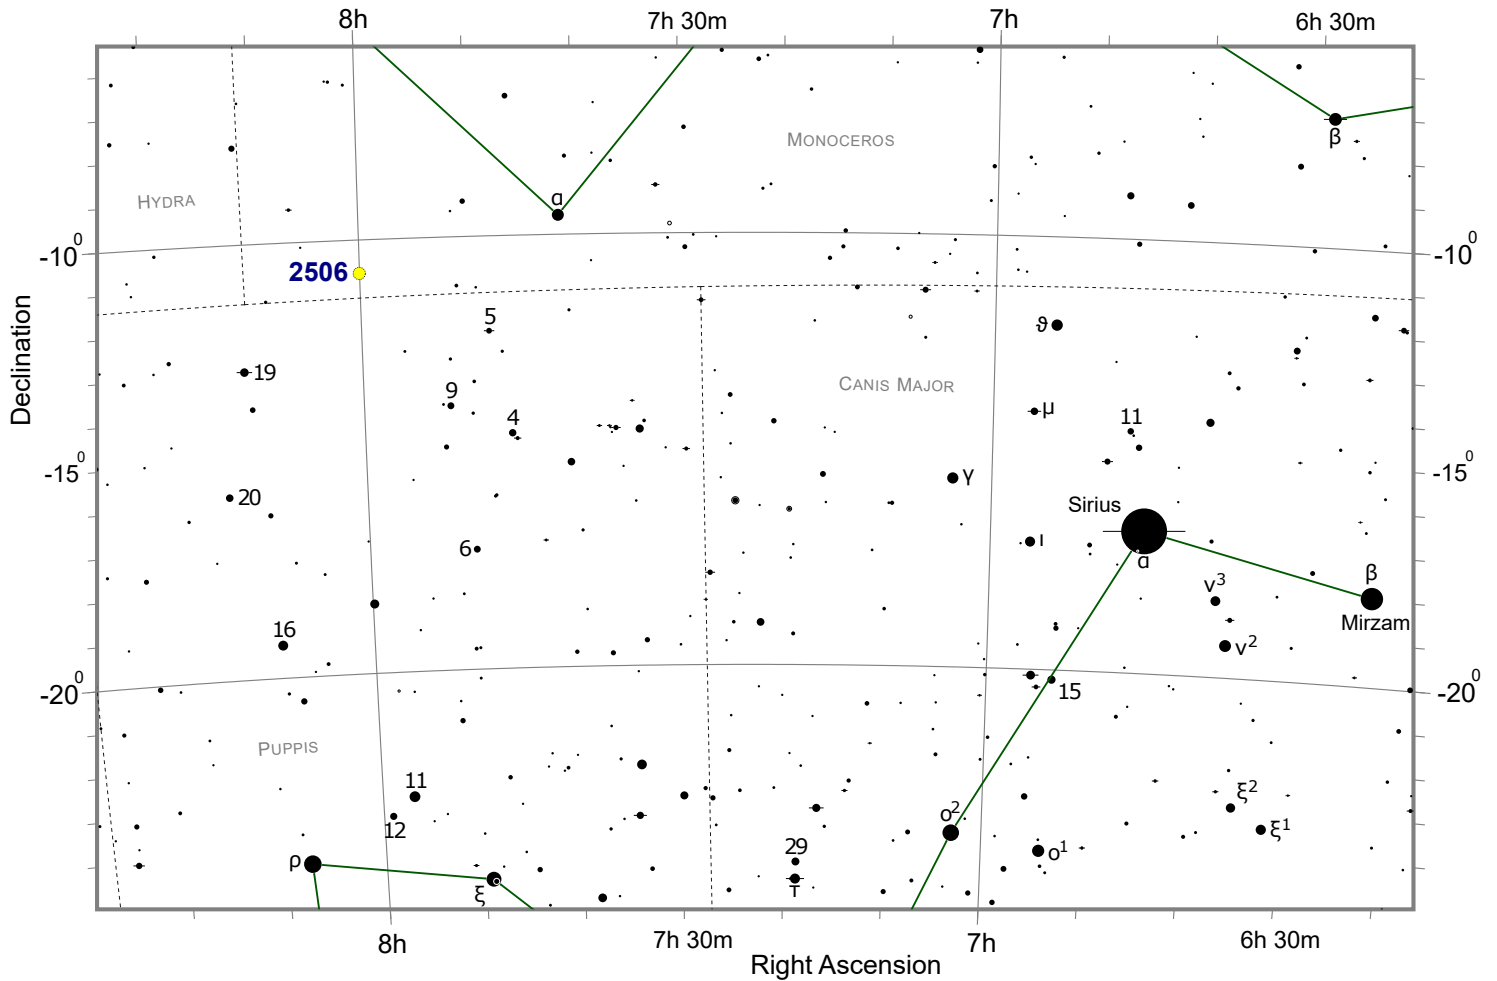 8h 7h 30m 7h 6h 30m
MONOCEROS
β
HYDRA
α
-10⁰ -10⁰
2506
5
ϑ
19
CANIS MAJOR
9
μ
4
11
-15⁰ -15⁰
γ
20
Sirius
6
ι
α
β
ν³
Mirzam
16
ν²
-20⁰ -20⁰
15
PUPPIS
11
ξ²
12
ο²
ξ¹
29
ο¹
ρ
τ
ξ
8h 7h 30m 7h 6h 30m
Right Ascension
Declination